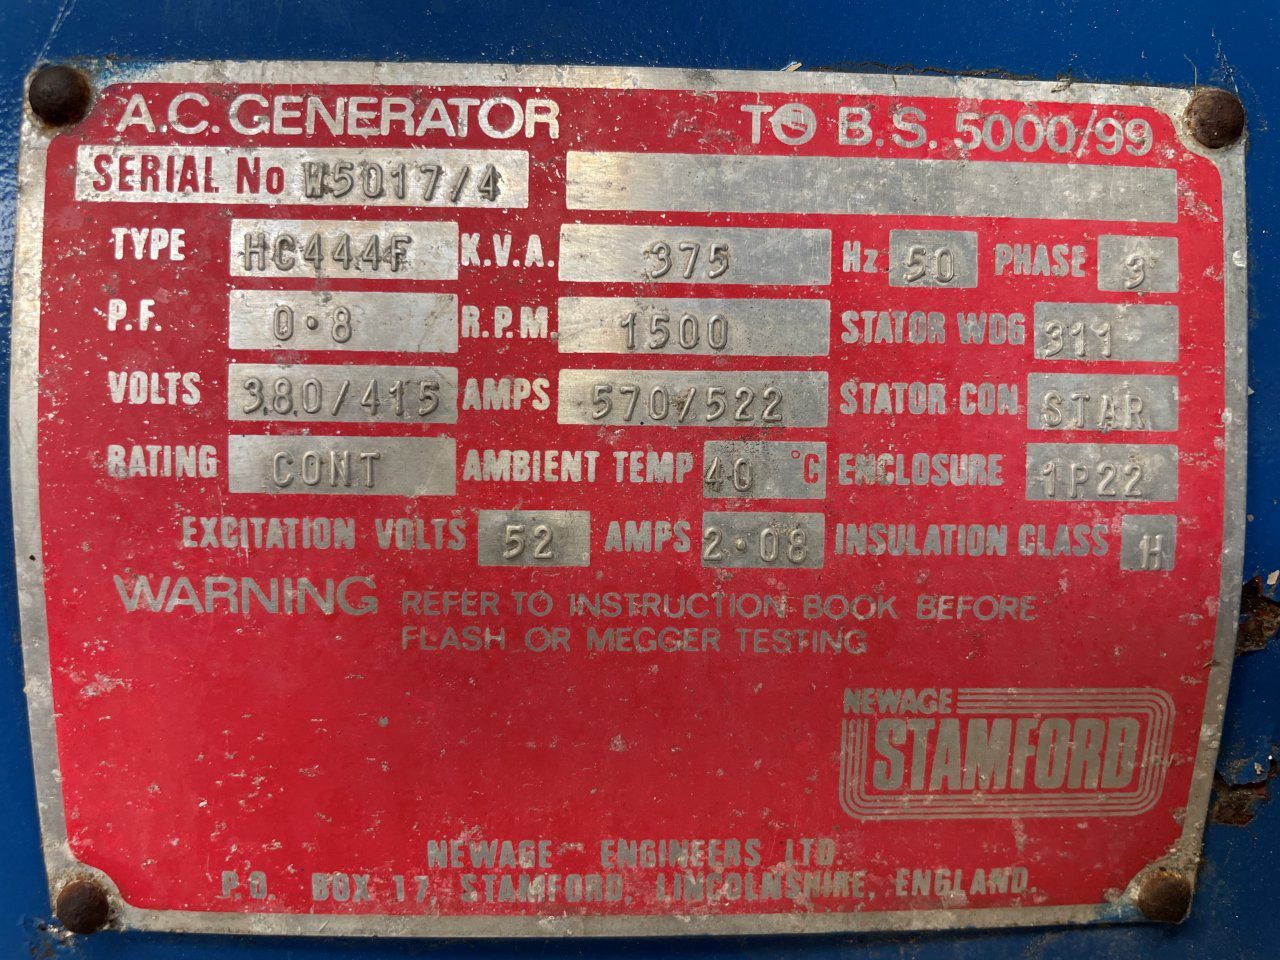 A.C. GENERATOR TO B.S. 5000/99
SERIAL No W5017/4
TYPE HC444F K.V.A. 375 Hz 50 PHASE 3
P.F. 0·8 R.P.M. 1500 STATOR WDG 311
VOLTS 380/415 AMPS 570/522 STATOR CON STAR
RATING CONT AMBIENT TEMP 40 °C ENCLOSURE 1P22
EXCITATION VOLTS 52 AMPS 2·08 INSULATION CLASS H
WARNING REFER TO INSTRUCTION BOOK BEFORE
FLASH OR MEGGER TESTING
NEWAGE
STAMFORD
NEWAGE ENGINEERS LTD.
P.O. BOX 17, STAMFORD, LINCOLNSHIRE, ENGLAND.